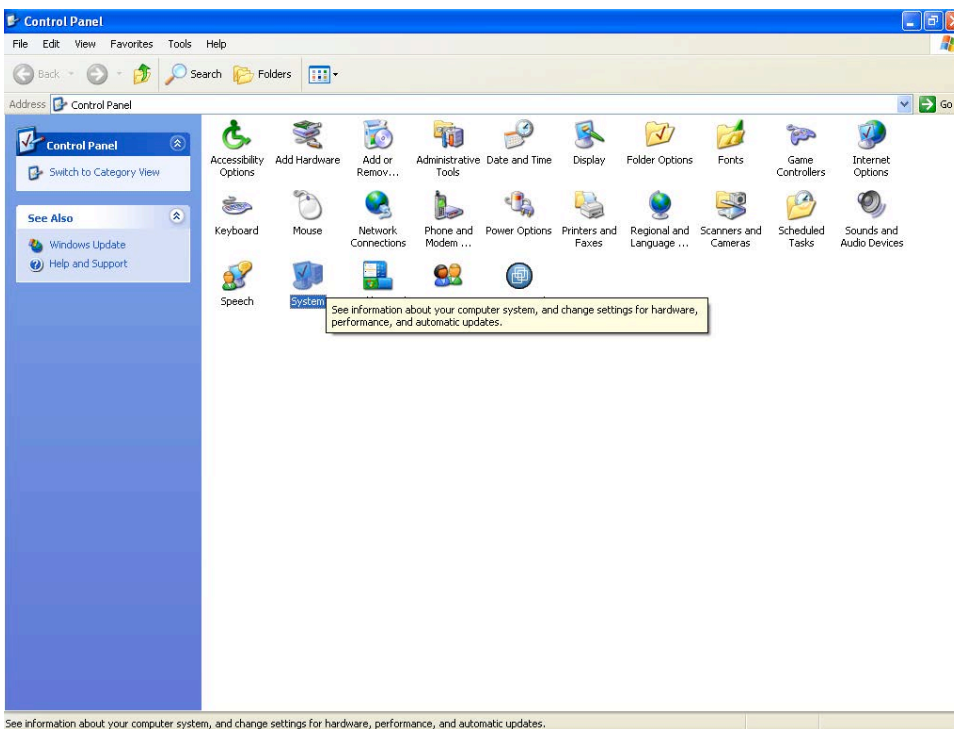 Control Panel
File Edit View Favorites Tools Help
Back Search Folders
Address Control Panel Go
Control Panel
Switch to Category View
See Also
Windows Update
Help and Support
Accessibility Options
Add Hardware
Add or Remov...
Administrative Tools
Date and Time
Display
Folder Options
Fonts
Game Controllers
Internet Options
Keyboard
Mouse
Network Connections
Phone and Modem ...
Power Options
Printers and Faxes
Regional and Language ...
Scanners and Cameras
Scheduled Tasks
Sounds and Audio Devices
Speech
System
See information about your computer system, and change settings for hardware,
performance, and automatic updates.
See information about your computer system, and change settings for hardware, performance, and automatic updates.